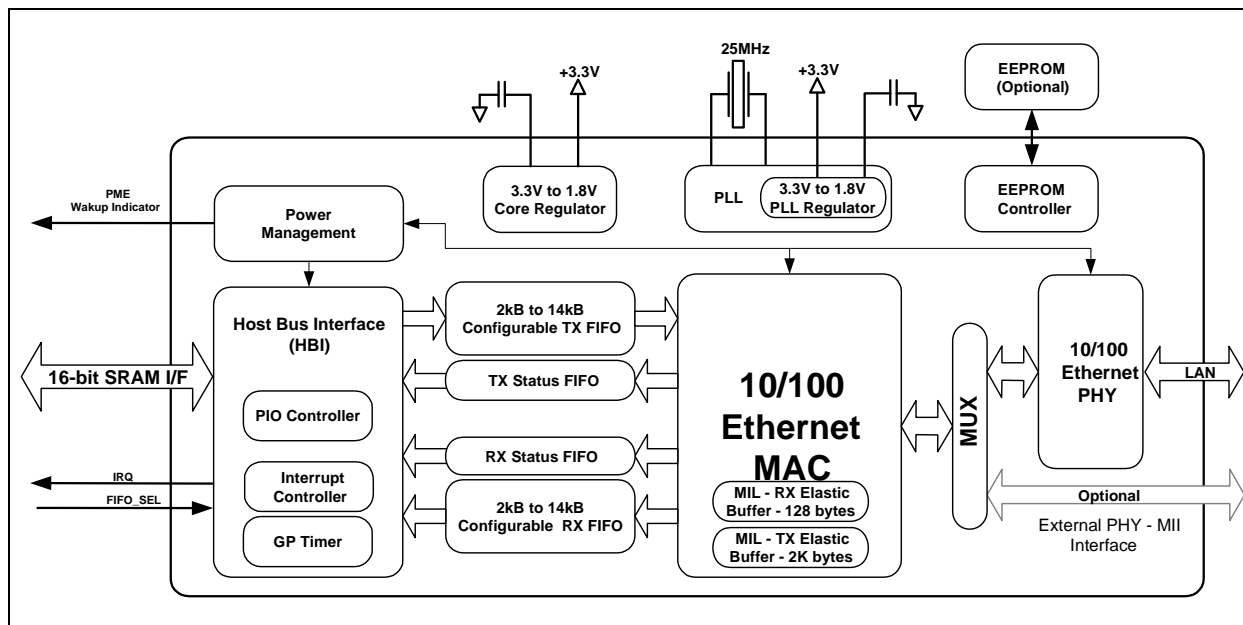 25MHz
+3.3V
+3.3V
EEPROM
(Optional)
PME
Wakup Indicator
Power
Management
3.3V to 1.8V
Core Regulator
PLL
3.3V to 1.8V
PLL Regulator
EEPROM
Controller
Host Bus Interface
(HBI)
2kB to 14kB
Configurable TX FIFO
16-bit SRAM I/F
TX Status FIFO
PIO Controller
RX Status FIFO
IRQ
FIFO_SEL
Interrupt
Controller
2kB to 14kB
Configurable RX FIFO
GP Timer
10/100
Ethernet
MAC
MIL - RX Elastic
Buffer - 128 bytes
MIL - TX Elastic
Buffer - 2K bytes
MUX
10/100
Ethernet
PHY
LAN
Optional
External PHY - MII
Interface